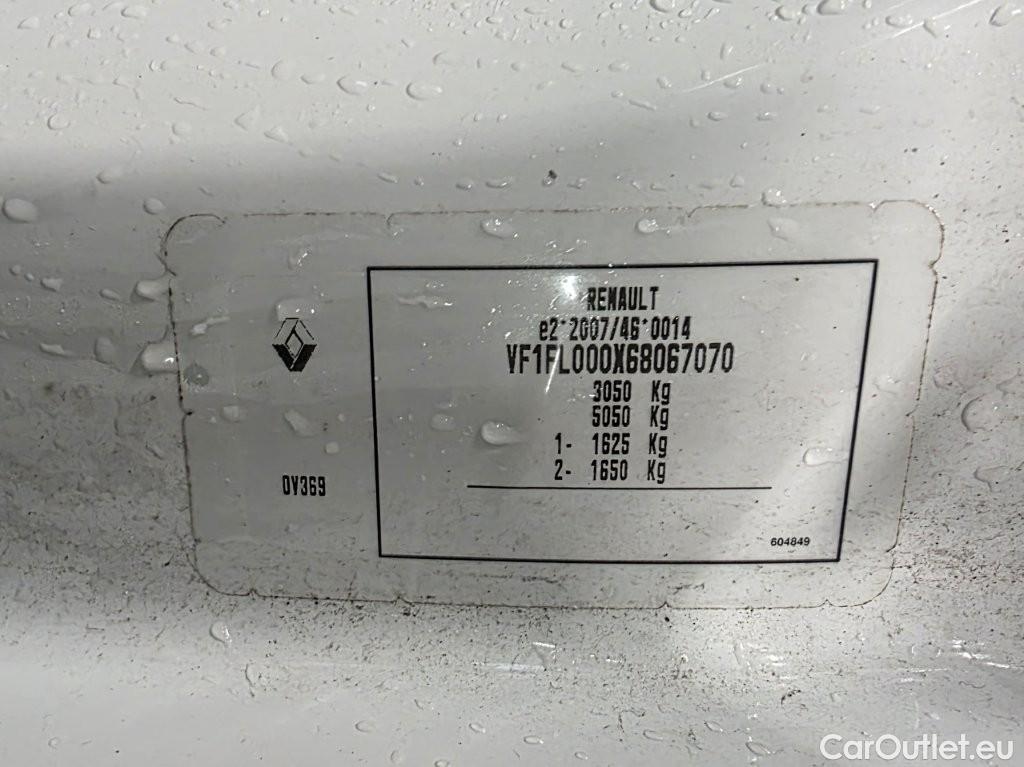 RENAULT
e2*2007/46*0014
VF1FL000X68067070
3050 Kg
5050 Kg
1- 1625 Kg
2- 1650 Kg
0V369
604849
CarOutlet.eu